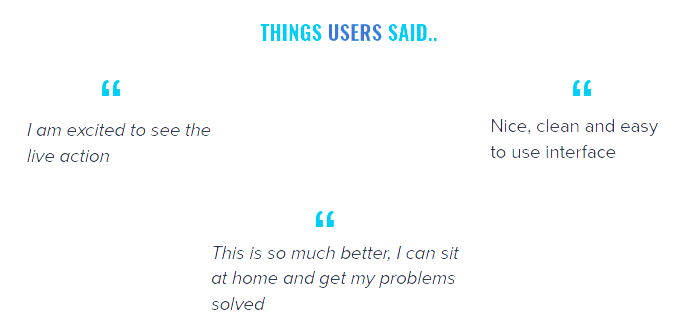 THINGS USERS SAID..
“
I am excited to see the
live action
“
Nice, clean and easy
to use interface
“
This is so much better, I can sit
at home and get my problems
solved